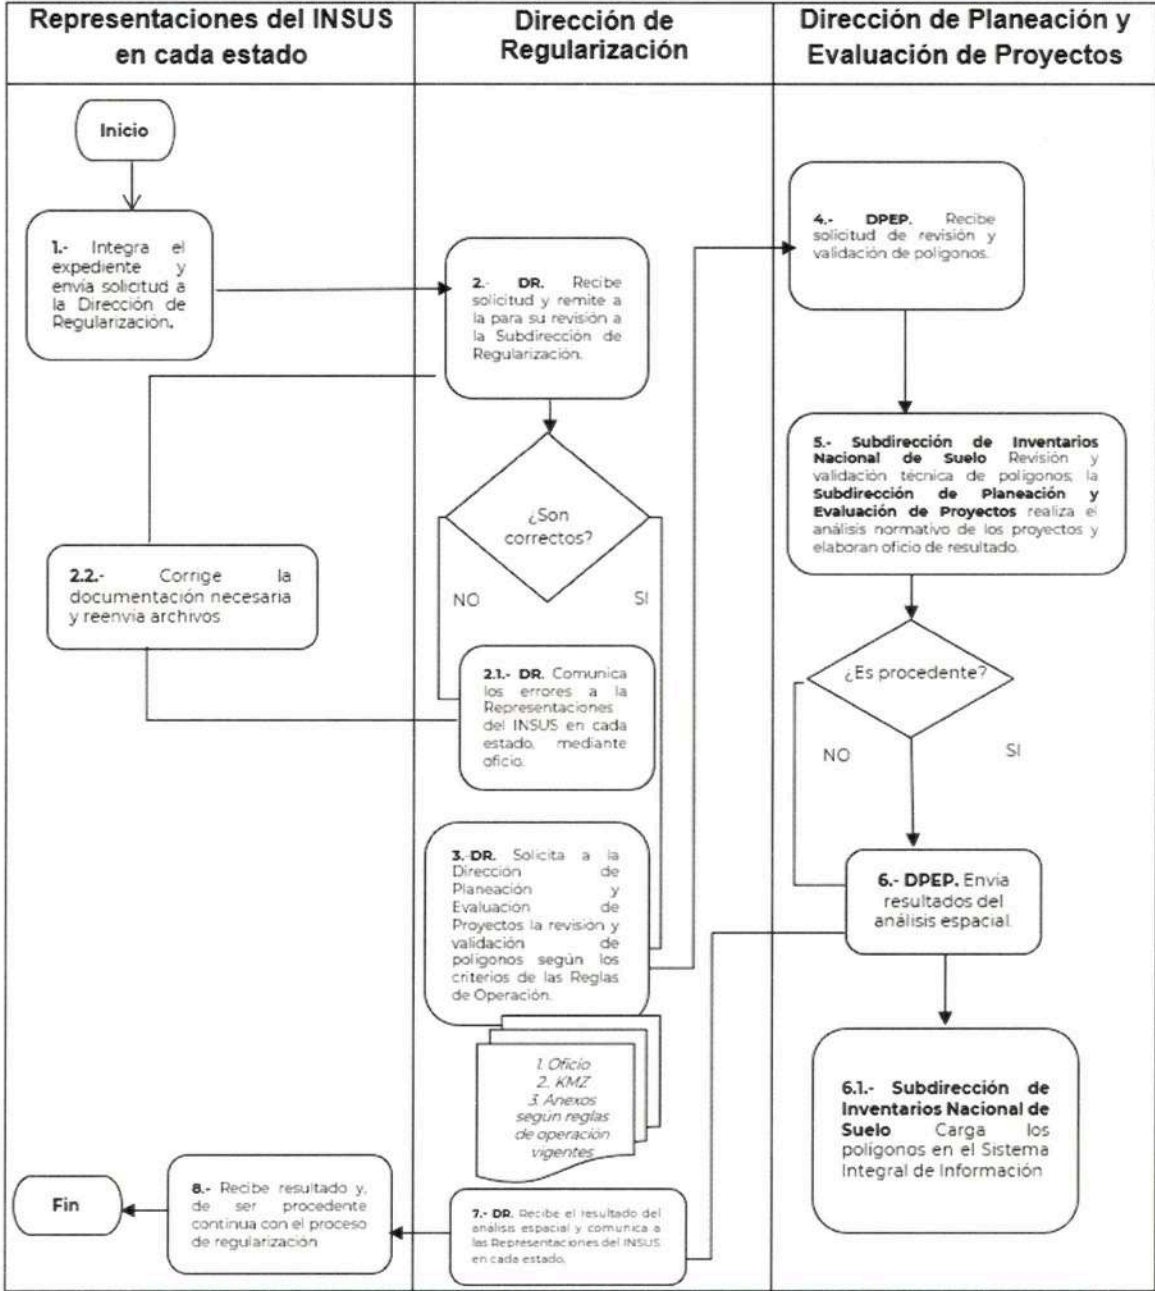 Representaciones del INSUS
en cada estado
Dirección de
Regularización
Dirección de Planeación y
Evaluación de Proyectos
Inicio
1.- Integra el
expediente y
envía solicitud a
la Dirección de
Regularización.
2.- DR. Recibe
solicitud y remite a
la para su revisión a
la Subdirección de
Regularización.
4.- DPEP. Recibe
solicitud de revisión y
validación de polígonos.
¿Son
correctos?
NO
SI
5.- Subdirección de Inventarios
Nacional de Suelo Revisión y
validación técnica de polígonos; la
Subdirección de Planeación y
Evaluación de Proyectos realiza el
análisis normativo de los proyectos y
elaboran oficio de resultado.
2.2.- Corrige la
documentación necesaria
y reenvia archivos
2.1.- DR. Comunica
los errores a la
Representaciones
del INSUS en cada
estado, mediante
oficio.
¿Es procedente?
NO
SI
3.-DR. Solicita a la
Dirección de
Planeación y
Evaluación de
Proyectos la revisión y
validación de
polígonos según los
criterios de las Reglas
de Operación.
6.- DPEP. Envía
resultados del
análisis espacial.
1. Oficio
2. KMZ
3. Anexos
según reglas
de operación
vigentes
6.1.- Subdirección de
Inventarios Nacional de
Suelo Carga los
polígonos en el Sistema
Integral de Información
Fin
8.- Recibe resultado y,
de ser procedente
continua con el proceso
de regularización
7.- DR. Recibe el resultado del
análisis espacial y comunica a
las Representaciones del INSUS
en cada estado.